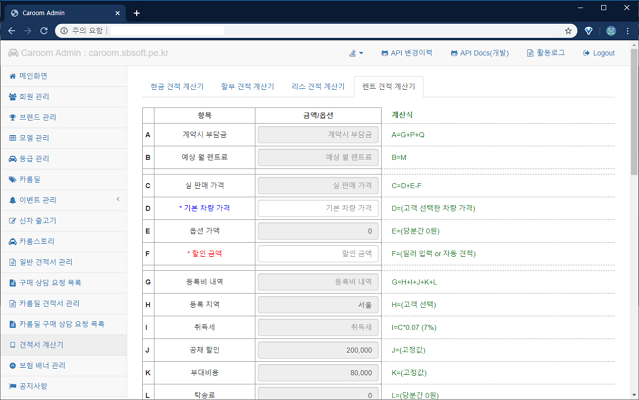 Caroom Admin
주의 요함 |
Caroom Admin : caroom.sbsoft.pe.kr
API 변경이력
API Docs(개발)
활동로그
Logout
메인화면
회원 관리
브랜드 관리
모델 관리
등급 관리
카룸딜
이벤트 관리
신차 줄고기
카룸스토리
일반 견적서 관리
구매 상담 요청 목록
카룸딜 견적서 관리
카룸딜 구매 상담 요청 목록
견적서 계산기
보험 배너 관리
공지사항
현금 견적 계산기 할부 견적 계산기 리스 견적 계산기 렌트 견적 계산기
항목 금액/옵션 계산식
A 계약시 부담금 계약시 부담금 A=G+P+Q
B 예상 월 렌트료 예상 월 렌트료 B=M
C 실 판매 가격 실 판매 가격 C=D+E-F
D * 기본 차량 가격 기본 차량 가격 D=(고객 선택한 차량 가격)
E 옵션 가액 0 E=(당분간 0원)
F * 할인 금액 할인 금액 F=(딜러 입력 or 자동 견적)
G 등록비 내역 등록비 내역 G=H+I+J+K+L
H 등록 지역 서울 H=(고객 선택)
I 취득세 취득세 I=C*0.07 (7%)
J 공채 할인 200,000 J=(고정값)
K 부대비용 80,000 K=(고정값)
L 탁송료 0 L=(당분간 0원)